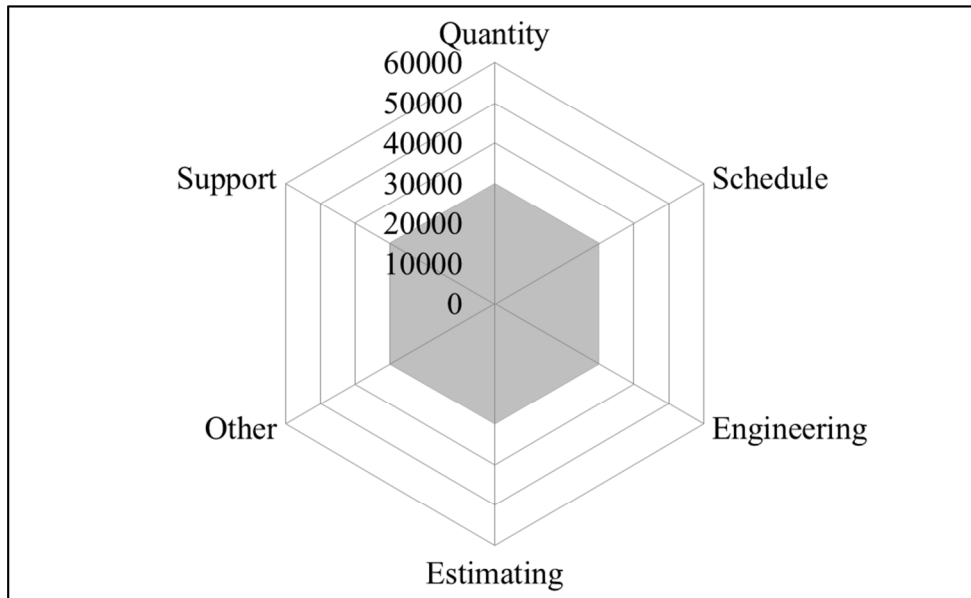 Quantity
60000
50000
40000
30000
20000
10000
0
Support
Schedule
Other
Engineering
Estimating